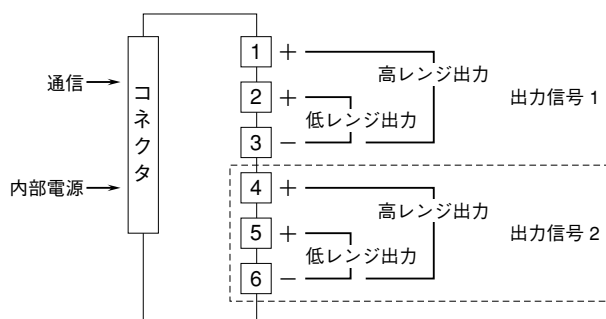 通信
内部電源
コネクタ
1 +
2 +
3 −
高レンジ出力
低レンジ出力
出力信号 1
4 +
5 +
6 −
高レンジ出力
低レンジ出力
出力信号 2